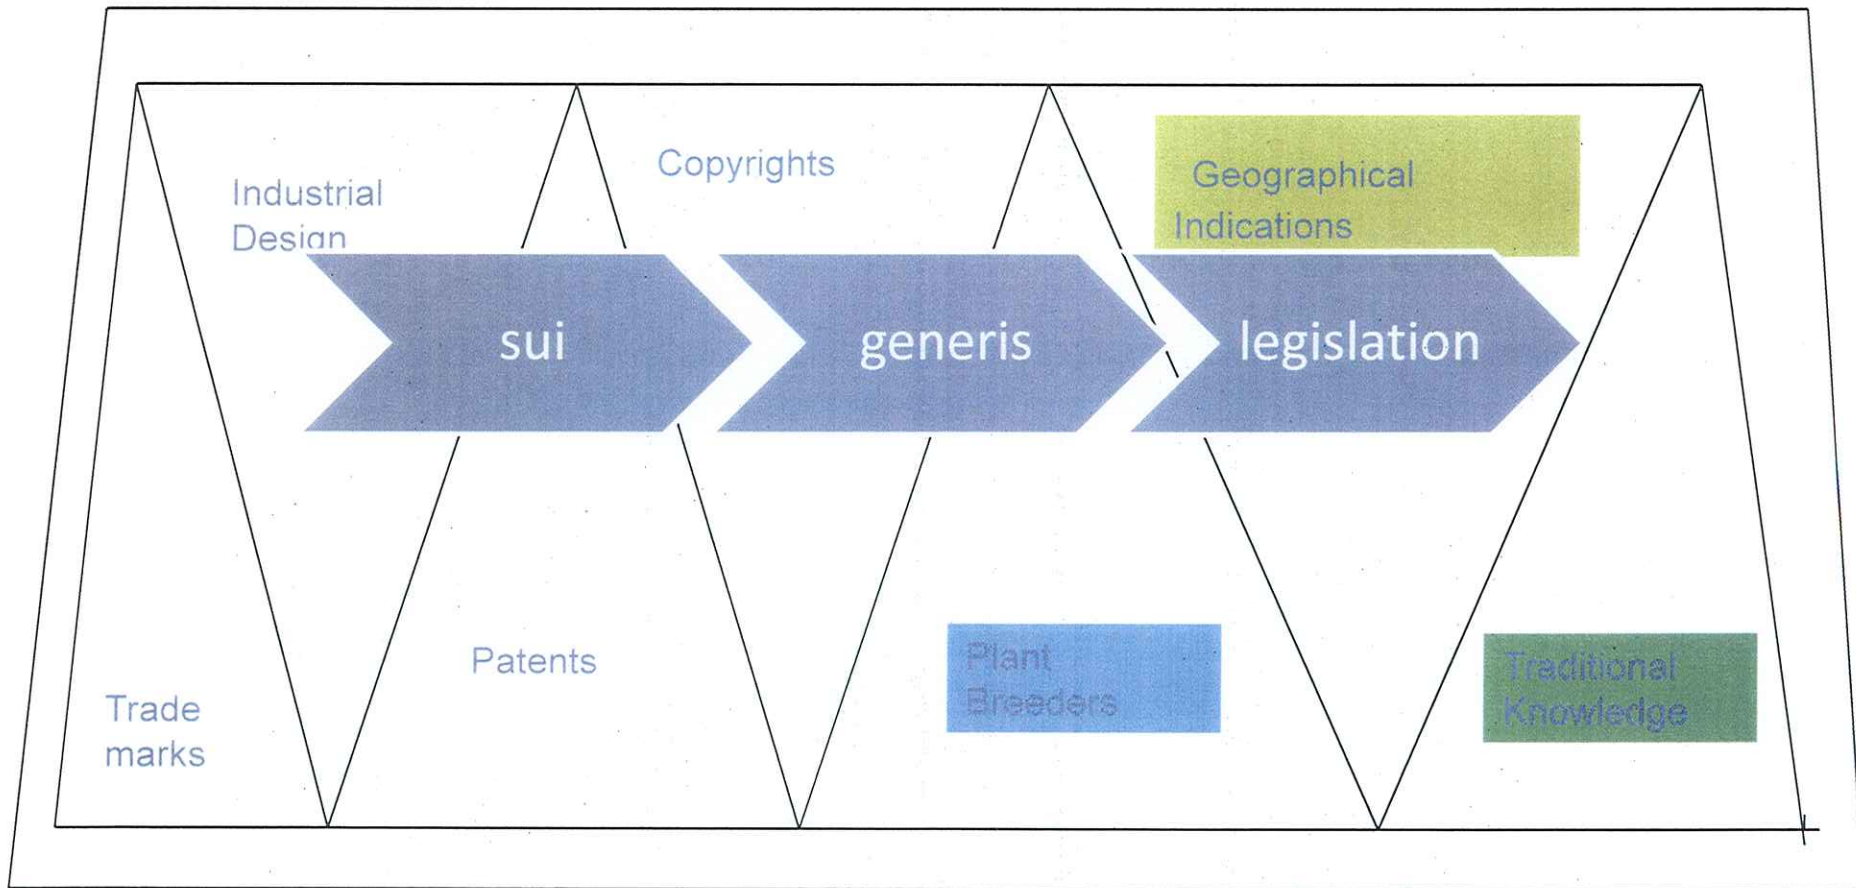 Industrial
Design
Copyrights
Geographical
Indications
sui
generis
legislation
Trade
marks
Patents
Plant
Breeders
Traditional
Knowledge